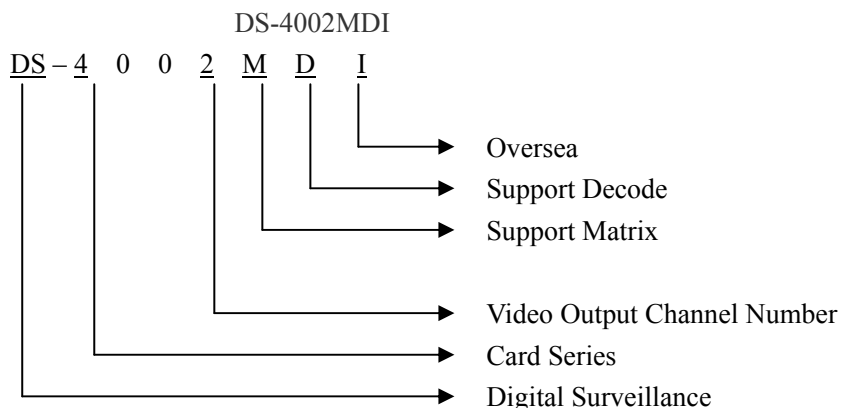 DS-4002MDI
DS – 4 0 0 2 M D I
Oversea
Support Decode
Support Matrix
Video Output Channel Number
Card Series
Digital Surveillance